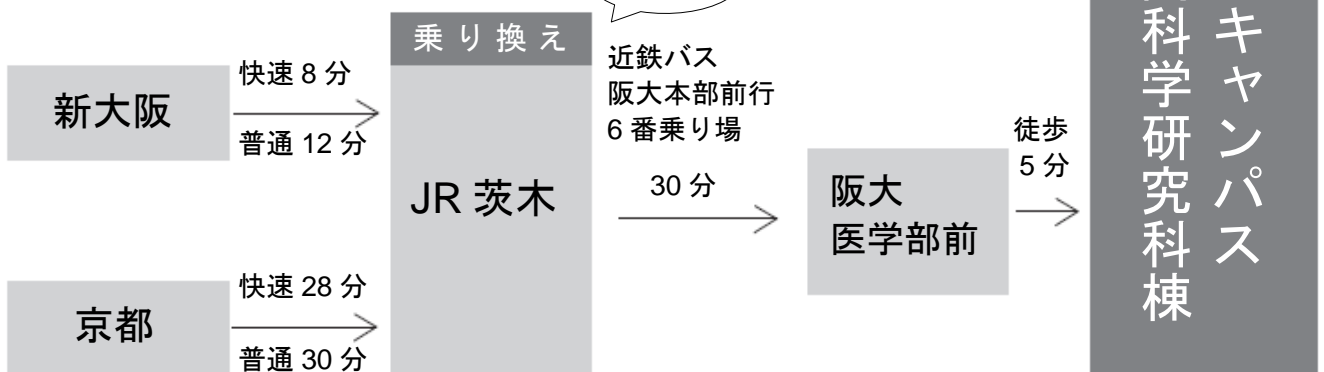 新大阪
快速 8 分
普通 12 分
京都
快速 28 分
普通 30 分
乗り換え
JR 茨木
近鉄バス
阪大本部前行
6 番乗り場
30 分
阪大
医学部前
徒歩
5 分
キャンパス
科学研究科棟